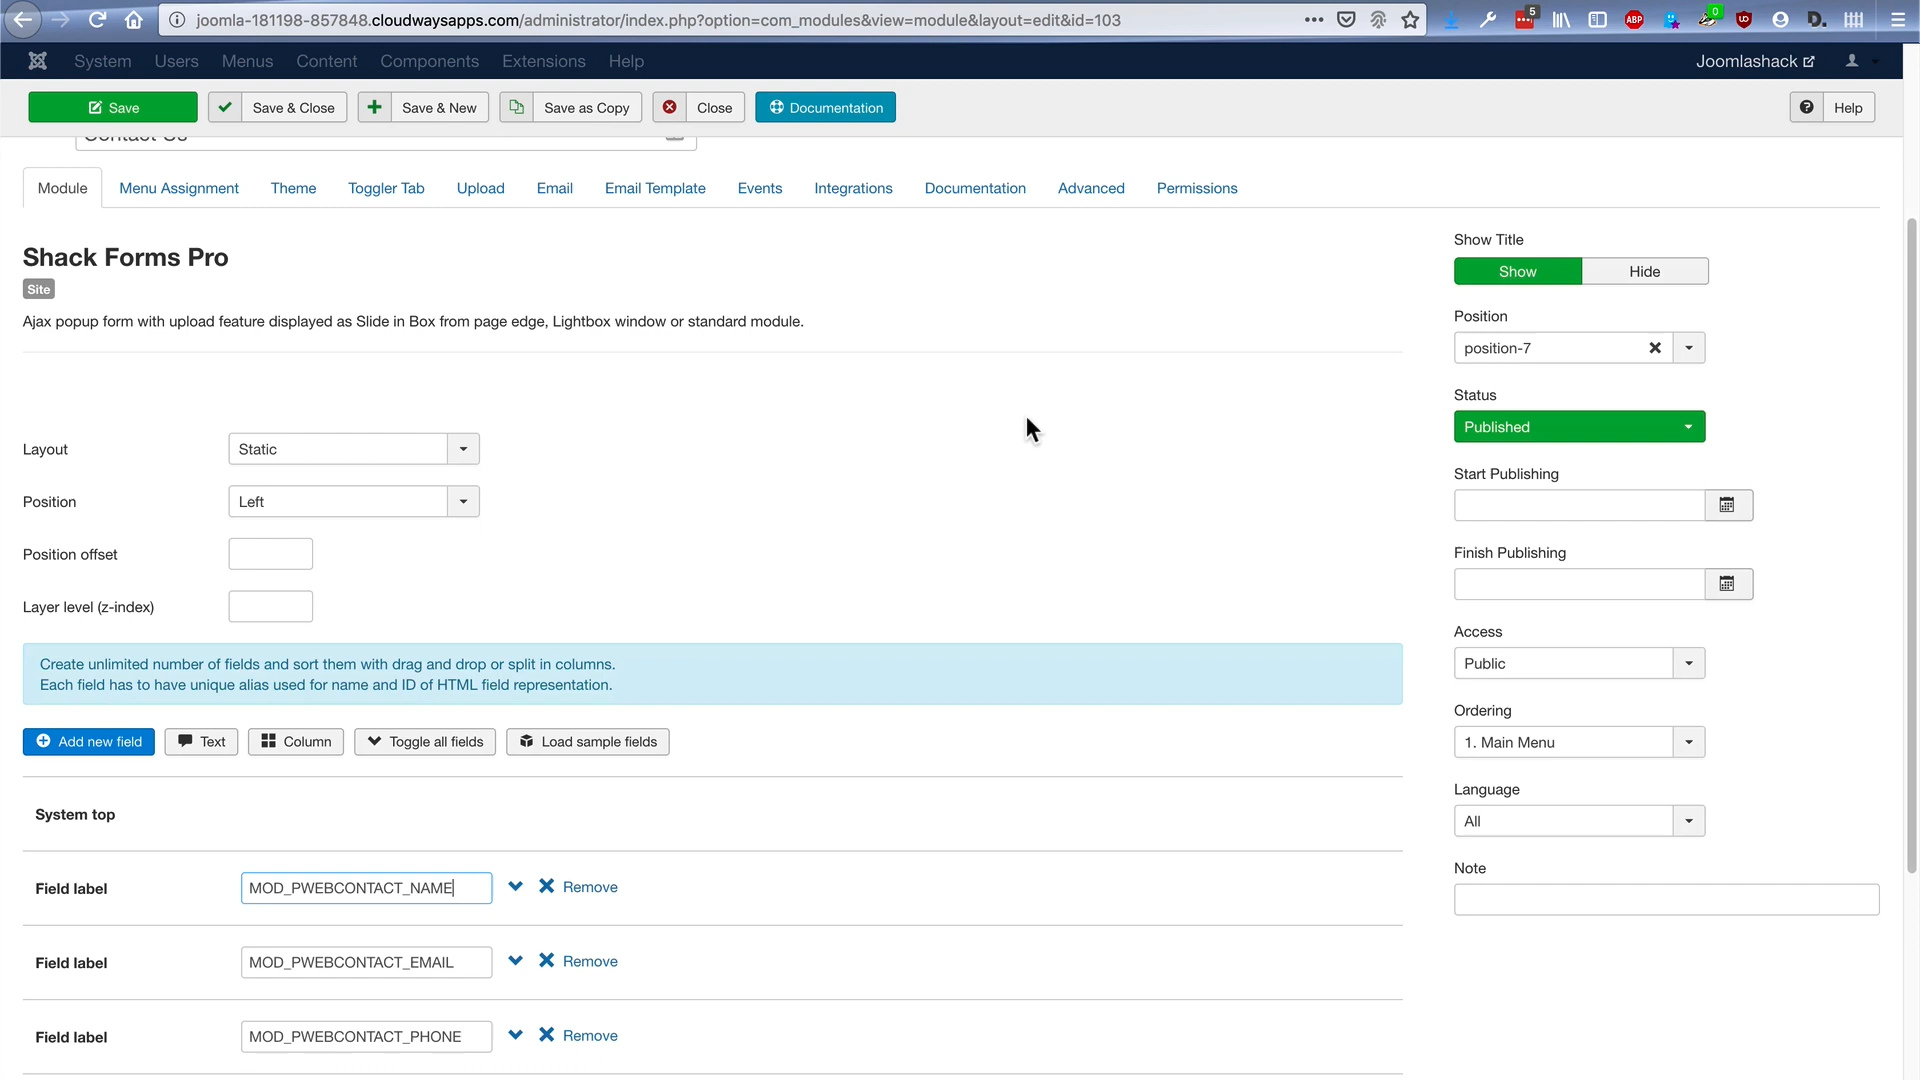 joomla-181198-857848.cloudwaysapps.com/administrator/index.php?option=com_modules&view=module&layout=edit&id=103
5
ABP
0
D.
System Users Menus Content Components Extensions Help
Joomlashack
Save
Save & Close
Save & New
Save as Copy
Close
Documentation
Help
Contact Us
Module Menu Assignment Theme Toggler Tab Upload Email Email Template Events Integrations Documentation Advanced Permissions
Shack Forms Pro
Site
Ajax popup form with upload feature displayed as Slide in Box from page edge, Lightbox window or standard module.
Layout
Static
Position
Left
Position offset
Layer level (z-index)
Create unlimited number of fields and sort them with drag and drop or split in columns.
Each field has to have unique alias used for name and ID of HTML field representation.
Add new field
Text
Column
Toggle all fields
Load sample fields
System top
Field label
MOD_PWEBCONTACT_NAME
Remove
Field label
MOD_PWEBCONTACT_EMAIL
Remove
Field label
MOD_PWEBCONTACT_PHONE
Remove
Show Title
Show
Hide
Position
position-7
Status
Published
Start Publishing
Finish Publishing
Access
Public
Ordering
1. Main Menu
Language
All
Note